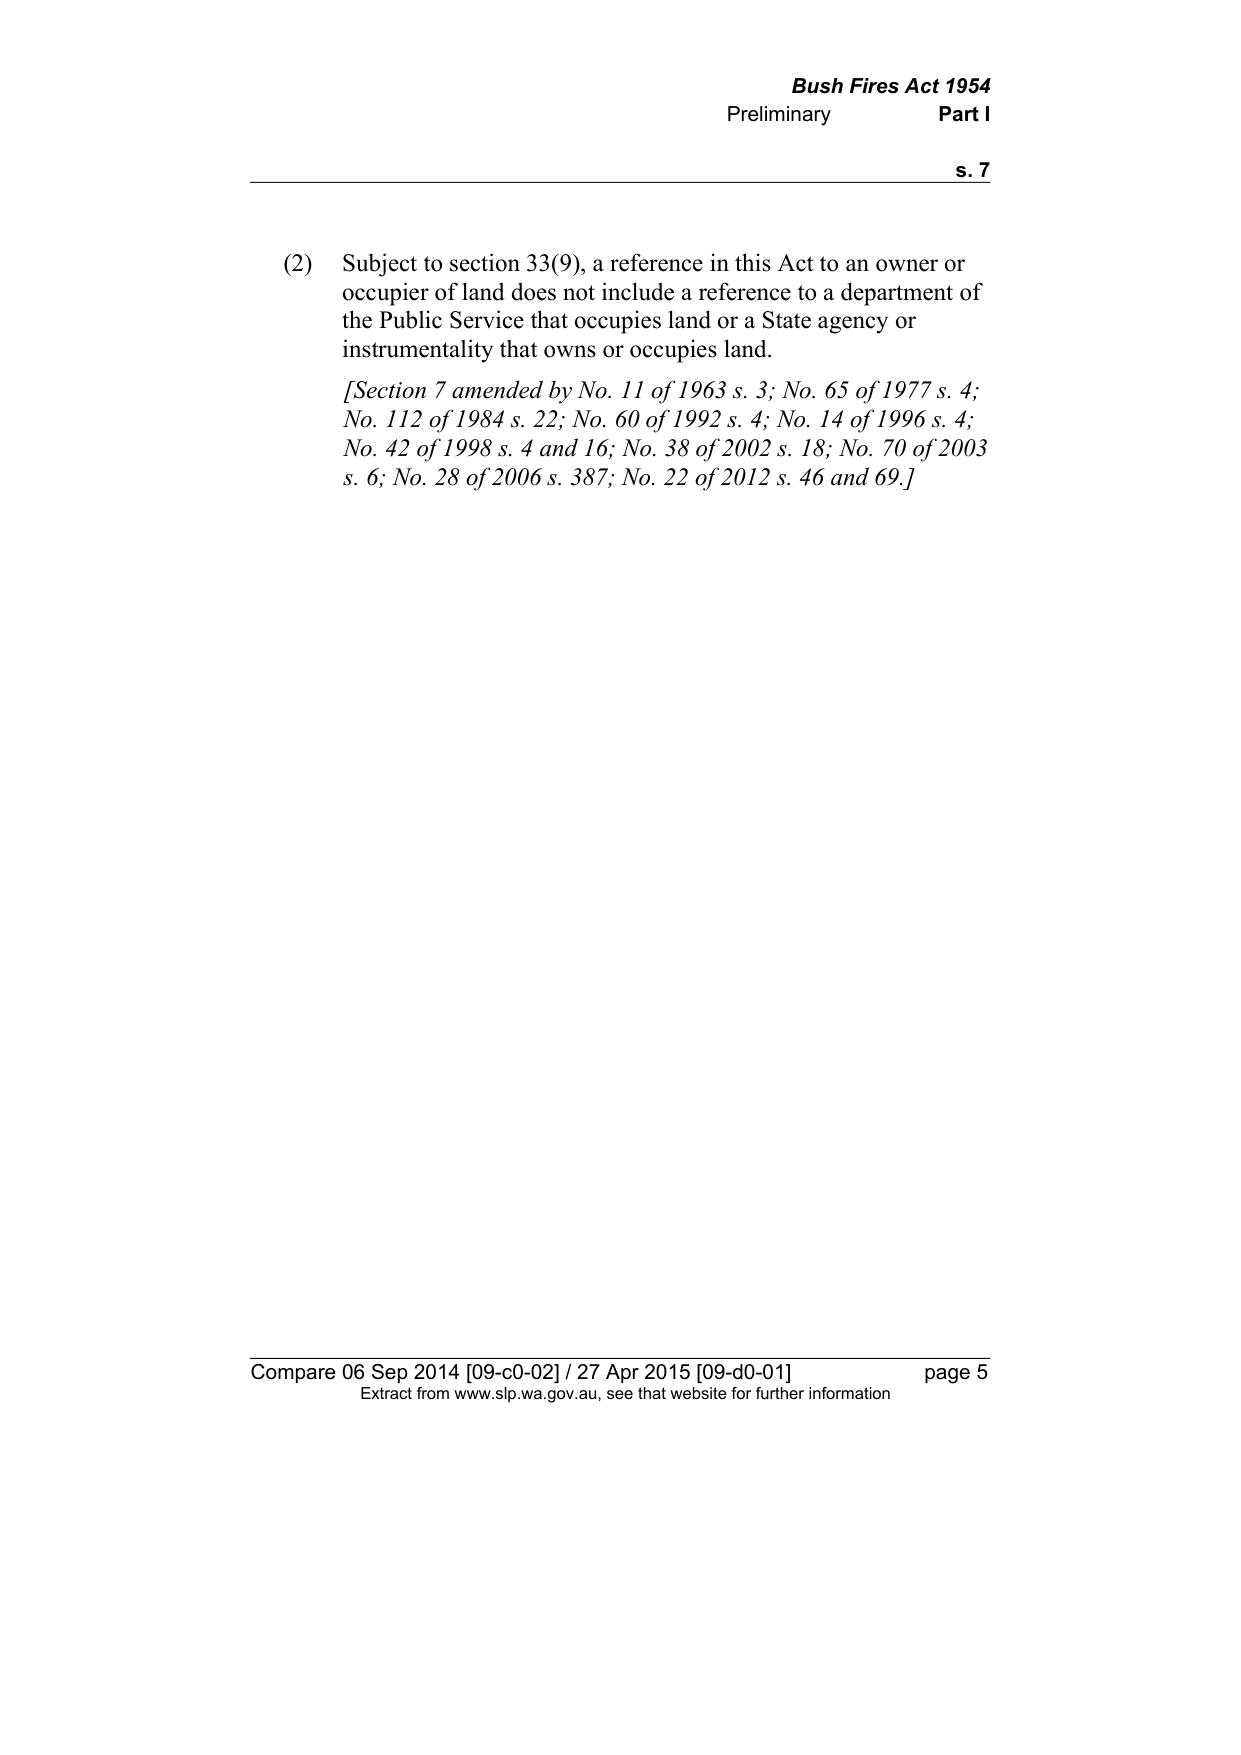 Bush Fires Act 1954
Preliminary Part I
s. 7
(2) Subject to section 33(9), a reference in this Act to an owner or
occupier of land does not include a reference to a department of
the Public Service that occupies land or a State agency or
instrumentality that owns or occupies land.
[Section 7 amended by No. 11 of 1963 s. 3; No. 65 of 1977 s. 4;
No. 112 of 1984 s. 22; No. 60 of 1992 s. 4; No. 14 of 1996 s. 4;
No. 42 of 1998 s. 4 and 16; No. 38 of 2002 s. 18; No. 70 of 2003
s. 6; No. 28 of 2006 s. 387; No. 22 of 2012 s. 46 and 69.]
Compare 06 Sep 2014 [09-c0-02] / 27 Apr 2015 [09-d0-01] page 5
Extract from www.slp.wa.gov.au, see that website for further information